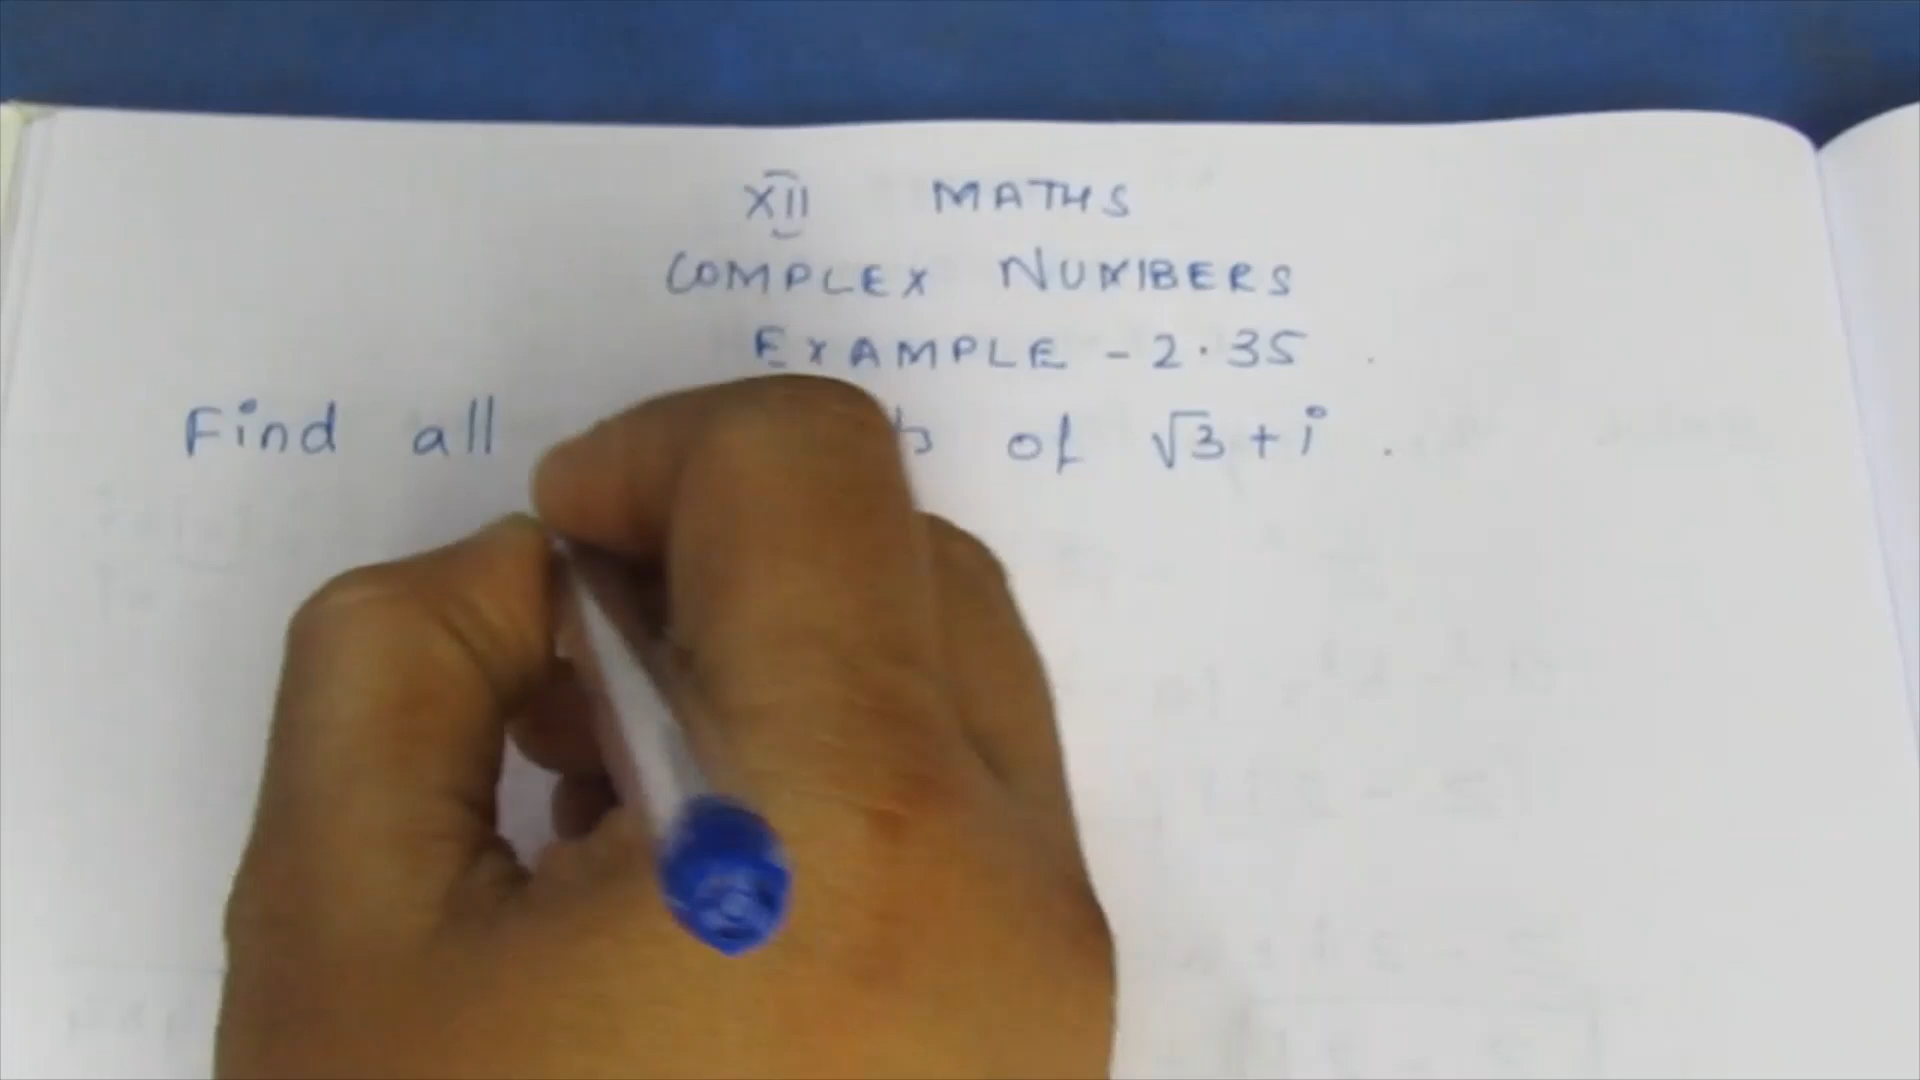 XII MATHS
COMPLEX NUMBERS
EXAMPLE - 2.35
Find all of √3 + i .